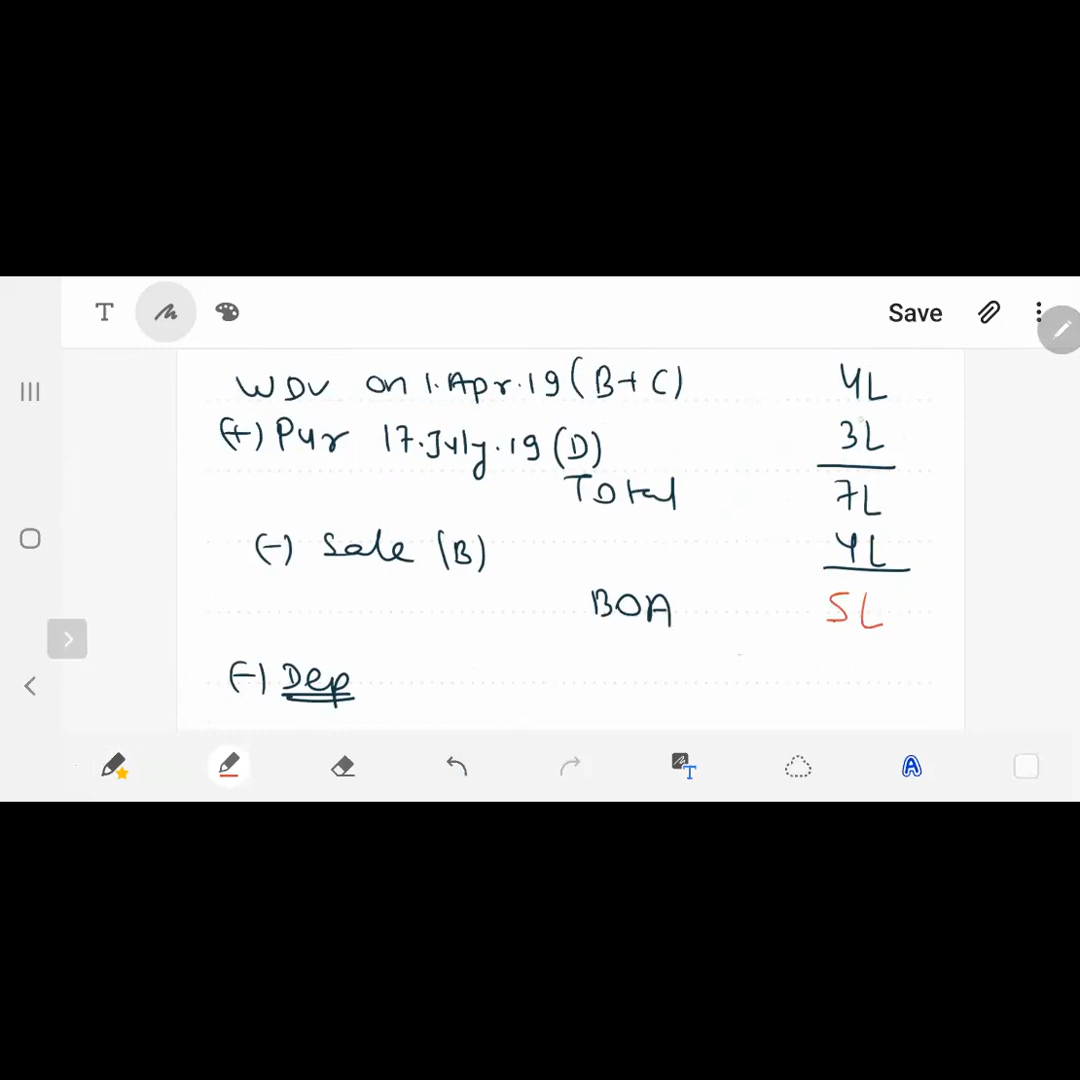 T
Save
WDV on 1.Apr.19 (B+C) 4L
(+) Pur 17.July.19 (D) 3L
Total 7L
(-) Sale (B) 4L
BOA 5L
(-) Dep
T
A